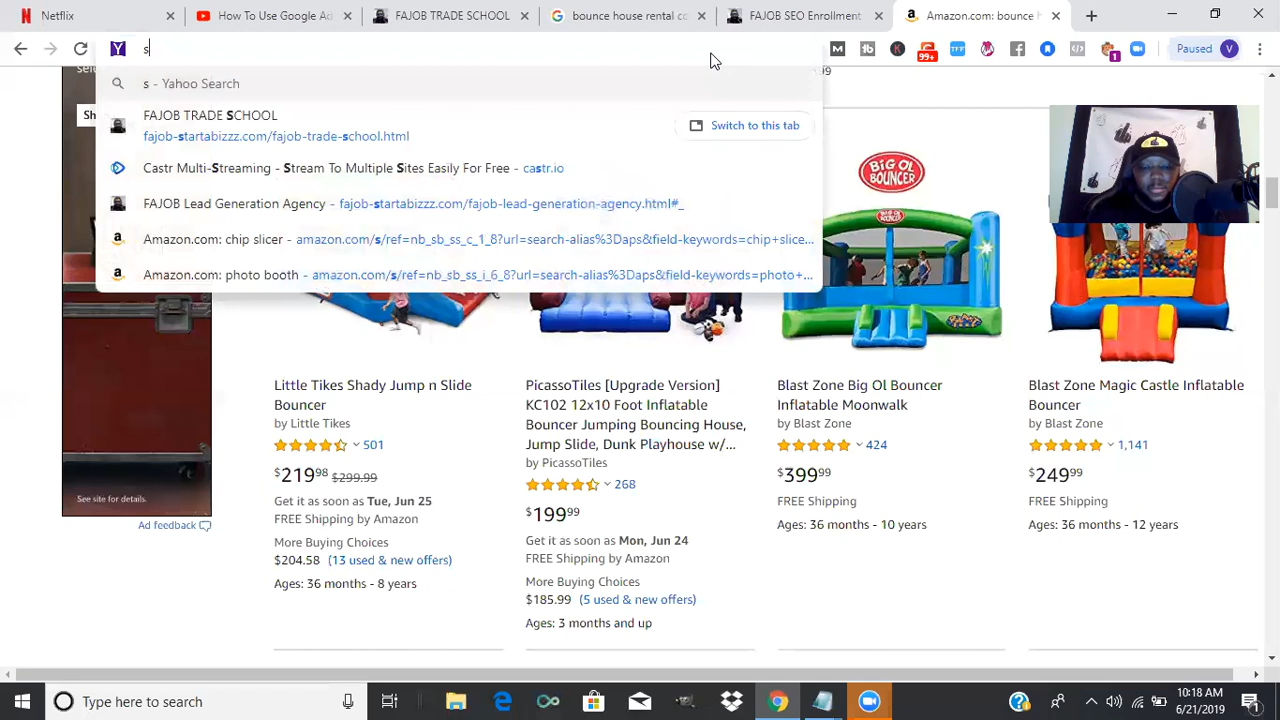 Netflix
How To Use Google Ad
FAJOB TRADE SCHOOL
bounce house rental co
FAJOB SEO Enrollment
Amazon.com: bounce h
s
99+
TFF
1
Paused
V
s - Yahoo Search
99
FAJOB TRADE SCHOOL
fajob-startabizzz.com/fajob-trade-school.html
Switch to this tab
Castr Multi-Streaming - Stream To Multiple Sites Easily For Free - castr.io
FAJOB Lead Generation Agency - fajob-startabizzz.com/fajob-lead-generation-agency.html#_
Amazon.com: chip slicer - amazon.com/s/ref=nb_sb_ss_c_1_8?url=search-alias%3Daps&field-keywords=chip+slice...
Amazon.com: photo booth - amazon.com/s/ref=nb_sb_ss_i_6_8?url=search-alias%3Daps&field-keywords=photo+...
Sh
BIG OL BOUNCER
See site for details.
Ad feedback
Little Tikes Shady Jump n Slide
Bouncer
by Little Tikes
501
$219.98 $299.99
Get it as soon as Tue, Jun 25
FREE Shipping by Amazon
More Buying Choices
$204.58 (13 used & new offers)
Ages: 36 months - 8 years
PicassoTiles [Upgrade Version]
KC102 12x10 Foot Inflatable
Bouncer Jumping Bouncing House,
Jump Slide, Dunk Playhouse w/...
by PicassoTiles
268
$199.99
Get it as soon as Mon, Jun 24
FREE Shipping by Amazon
More Buying Choices
$185.99 (5 used & new offers)
Ages: 3 months and up
Blast Zone Big Ol Bouncer
Inflatable Moonwalk
by Blast Zone
424
$399.99
FREE Shipping
Ages: 36 months - 10 years
Blast Zone Magic Castle Inflatable
Bouncer
by Blast Zone
1,141
$249.99
FREE Shipping
Ages: 36 months - 12 years
Type here to search
10:18 AM
6/21/2019